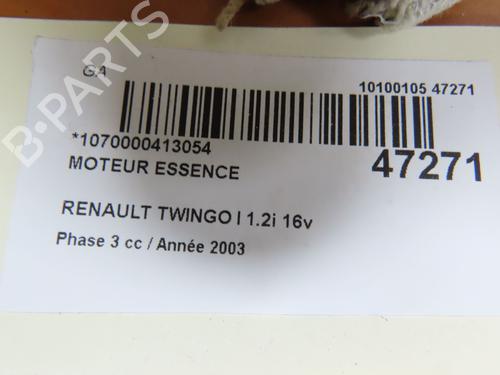 GA
10100105 47271
*1070000413054
47271
MOTEUR ESSENCE
RENAULT TWINGO I 1.2i 16v
Phase 3 cc / Année 2003
B-PARTS